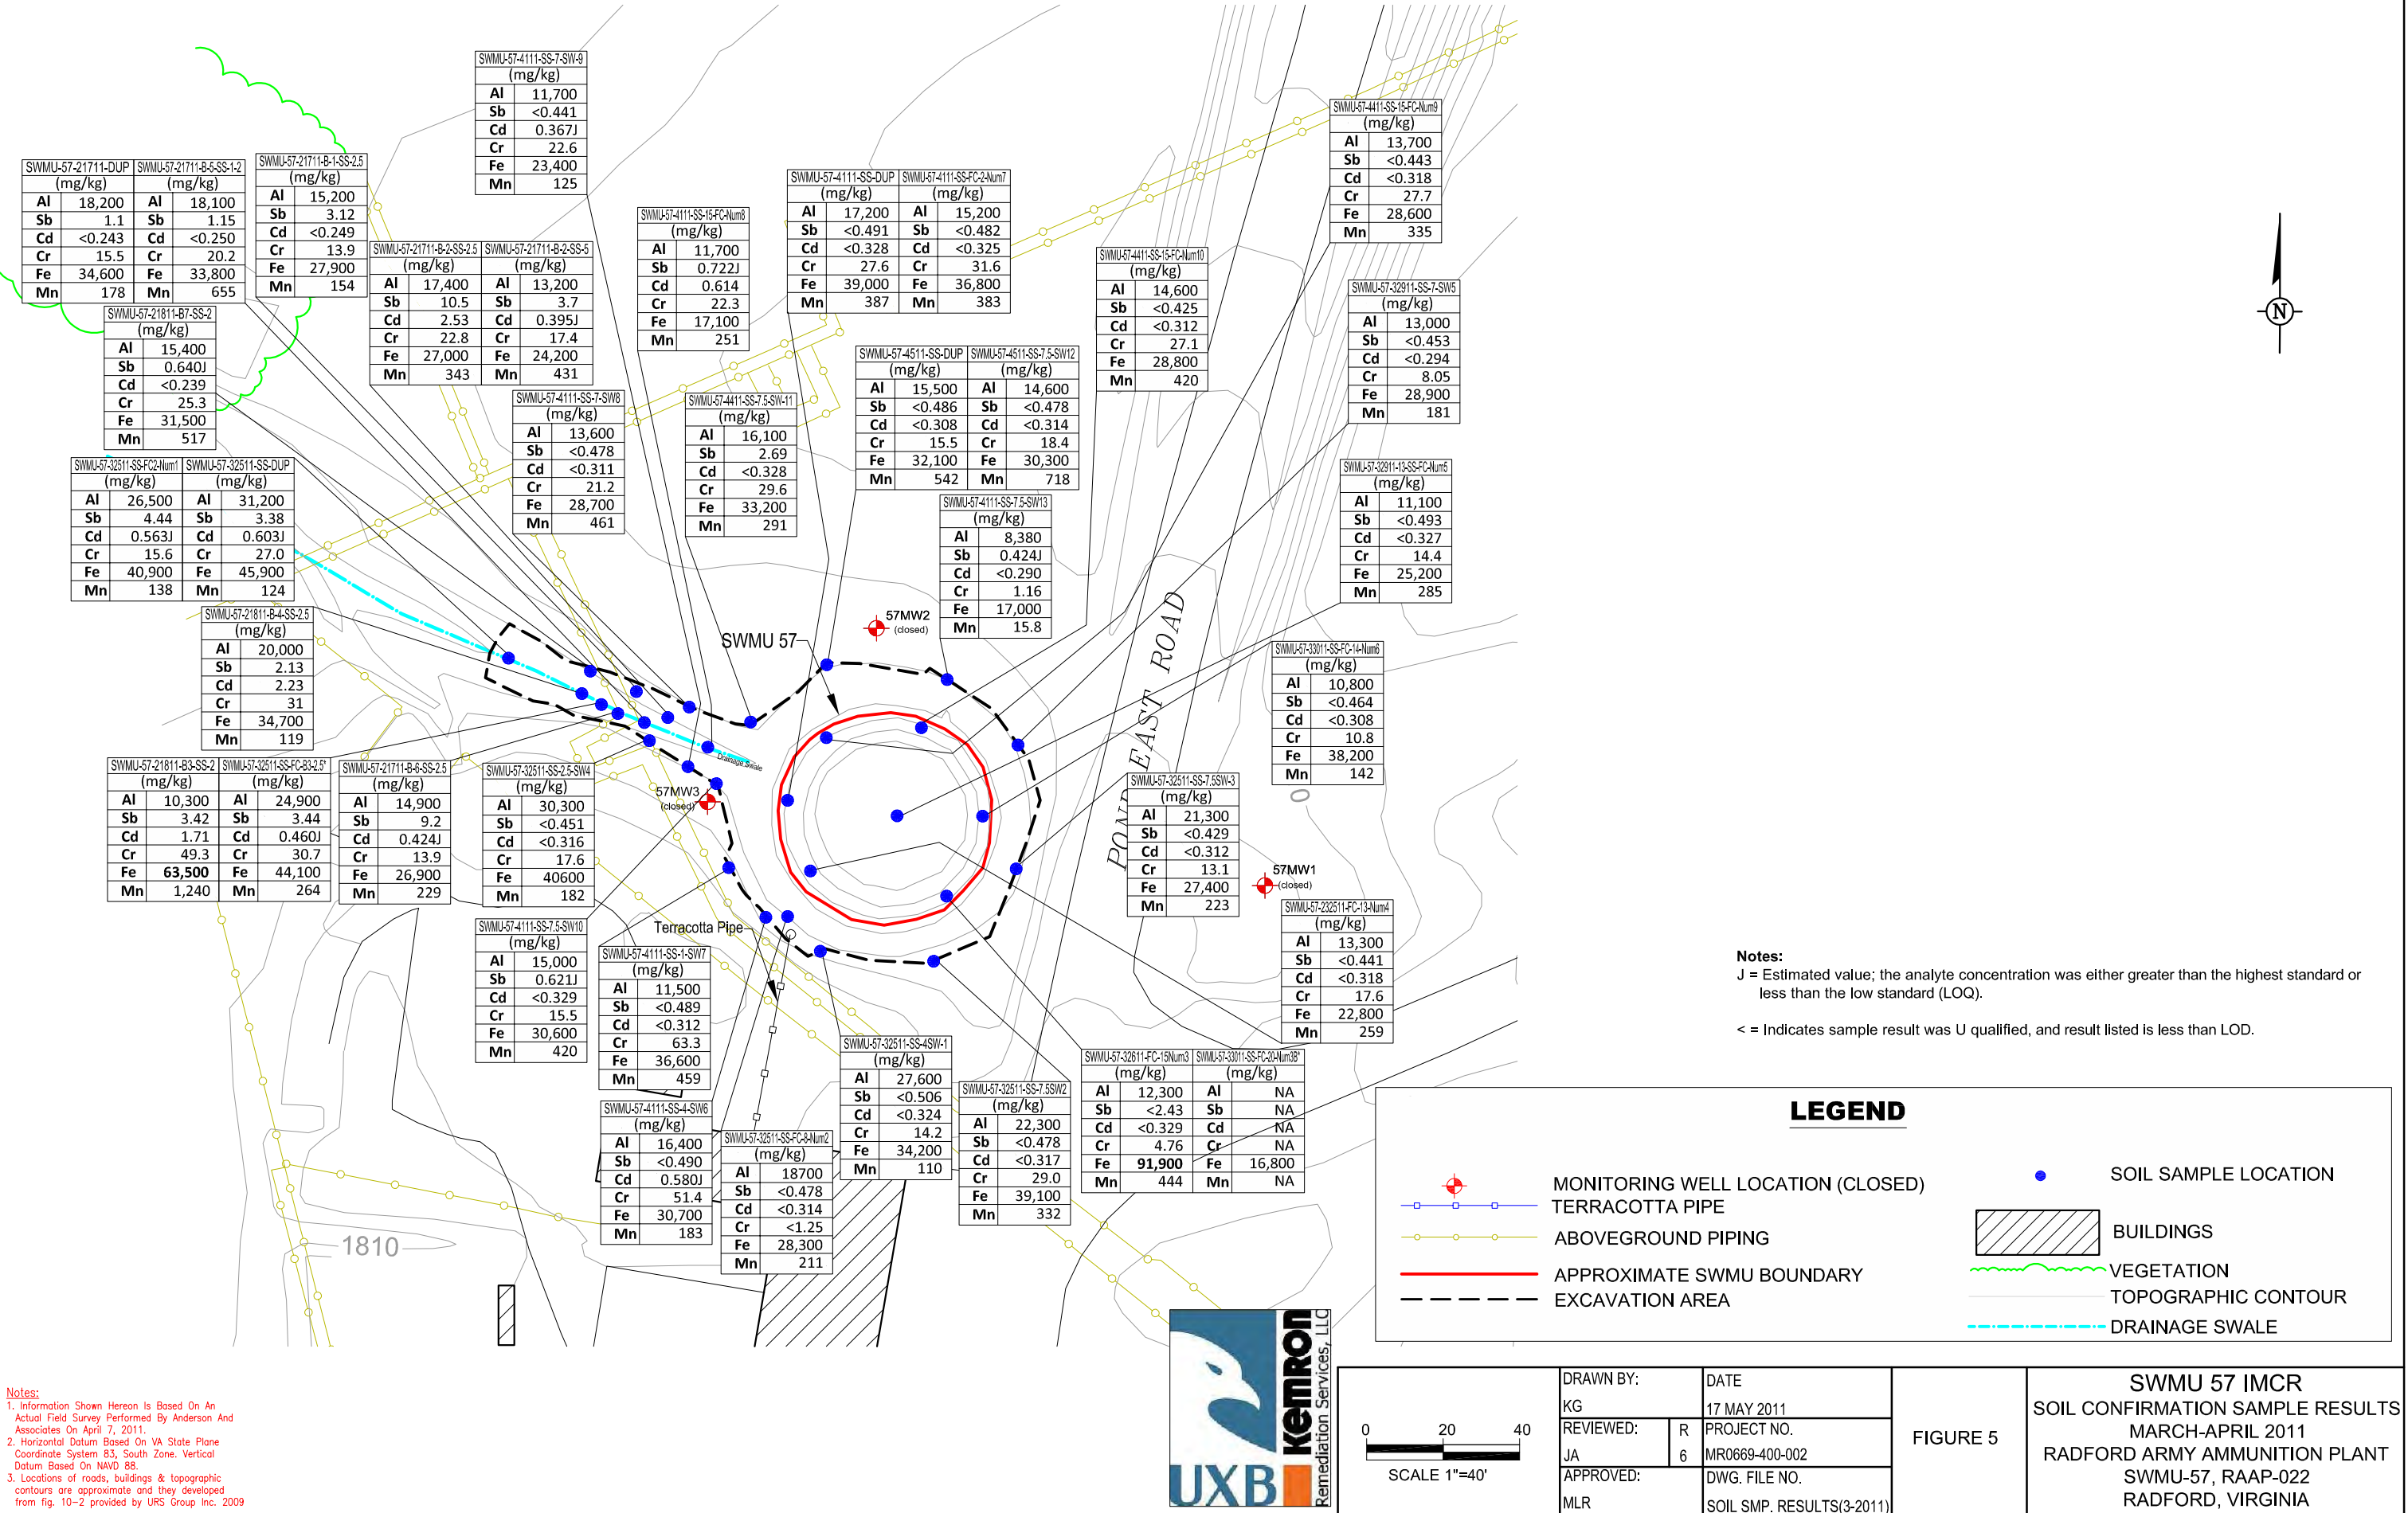 SWMU-57-4111-SS-7-SW-9
(mg/kg)
Al 11,700
Sb <0.441
Cd 0.367J
Cr 22.6
Fe 23,400
Mn 125
SWMU-57-21711-DUP
(mg/kg)
Al 18,200
Sb 1.1
Cd <0.243
Cr 15.5
Fe 34,600
Mn 178
SWMU-57-21711-B-5-SS-1-2
(mg/kg)
Al 18,100
Sb 1.15
Cd <0.250
Cr 20.2
Fe 33,800
Mn 655
SWMU-57-21711-B-1-SS-2.5
(mg/kg)
Al 15,200
Sb 3.12
Cd <0.249
Cr 13.9
Fe 27,900
Mn 154
SWMU-57-21711-B-2-SS-2.5
(mg/kg)
Al 17,400
Sb 10.5
Cd 2.53
Cr 22.8
Fe 27,000
Mn 343
SWMU-57-21711-B-2-SS-5
(mg/kg)
Al 13,200
Sb 3.7
Cd 0.395J
Cr 17.4
Fe 24,200
Mn 431
SWMU-57-4111-SS-15-FC-Num8
(mg/kg)
Al 11,700
Sb 0.722J
Cd 0.614
Cr 22.3
Fe 17,100
Mn 251
SWMU-57-4111-SS-DUP
(mg/kg)
Al 17,200
Sb <0.491
Cd <0.328
Cr 27.6
Fe 39,000
Mn 387
SWMU-57-4111-SS-FC-2-Num7
(mg/kg)
Al 15,200
Sb <0.482
Cd <0.325
Cr 31.6
Fe 36,800
Mn 383
SWMU-57-4411-SS-15-FC-Num9
(mg/kg)
Al 13,700
Sb <0.443
Cd <0.318
Cr 27.7
Fe 28,600
Mn 335
SWMU-57-4411-SS-15-FC-Num10
(mg/kg)
Al 14,600
Sb <0.425
Cd <0.312
Cr 27.1
Fe 28,800
Mn 420
SWMU-57-32911-SS-7-SW5
(mg/kg)
Al 13,000
Sb <0.453
Cd <0.294
Cr 8.05
Fe 28,900
Mn 181
SWMU-57-21811-B7-SS-2
(mg/kg)
Al 15,400
Sb 0.640J
Cd <0.239
Cr 25.3
Fe 31,500
Mn 517
SWMU-57-4111-SS-7-SW8
(mg/kg)
Al 13,600
Sb <0.478
Cd <0.311
Cr 21.2
Fe 28,700
Mn 461
SWMU-57-4411-SS-7.5-SW-11
(mg/kg)
Al 16,100
Sb 2.69
Cd <0.328
Cr 29.6
Fe 33,200
Mn 291
SWMU-57-4511-SS-DUP
(mg/kg)
Al 15,500
Sb <0.486
Cd <0.308
Cr 15.5
Fe 32,100
Mn 542
SWMU-57-4511-SS-7.5-SW12
(mg/kg)
Al 14,600
Sb <0.478
Cd <0.314
Cr 18.4
Fe 30,300
Mn 718
SWMU-57-32511-SS-FC2-Num1
(mg/kg)
Al 26,500
Sb 4.44
Cd 0.563J
Cr 15.6
Fe 40,900
Mn 138
SWMU-57-32511-SS-DUP
(mg/kg)
Al 31,200
Sb 3.38
Cd 0.603J
Cr 27.0
Fe 45,900
Mn 124
SWMU-57-4111-SS-7.5-SW13
(mg/kg)
Al 8,380
Sb 0.424J
Cd <0.290
Cr 1.16
Fe 17,000
Mn 15.8
SWMU-57-32911-13-SS-FC-Num5
(mg/kg)
Al 11,100
Sb <0.493
Cd <0.327
Cr 14.4
Fe 25,200
Mn 285
SWMU-57-21811-B-4-SS-2.5
(mg/kg)
Al 20,000
Sb 2.13
Cd 2.23
Cr 31
Fe 34,700
Mn 119
SWMU-57-33011-SS-FC-14-Num6
(mg/kg)
Al 10,800
Sb <0.464
Cd <0.308
Cr 10.8
Fe 38,200
Mn 142
N
57MW2
(closed)
SWMU 57
POND EAST ROAD
Drainage Swale
57MW3
(closed)
57MW1
(closed)
Terracotta Pipe
0
1810
SWMU-57-21811-B3-SS-2
(mg/kg)
Al 10,300
Sb 3.42
Cd 1.71
Cr 49.3
Fe 63,500
Mn 1,240
SWMU-57-32511-SS-FC-B3-2.5*
(mg/kg)
Al 24,900
Sb 3.44
Cd 0.460J
Cr 30.7
Fe 44,100
Mn 264
SWMU-57-21711-B-6-SS-2.5
(mg/kg)
Al 14,900
Sb 9.2
Cd 0.424J
Cr 13.9
Fe 26,900
Mn 229
SWMU-57-32511-SS-2.5-SW4
(mg/kg)
Al 30,300
Sb <0.451
Cd <0.316
Cr 17.6
Fe 40600
Mn 182
SWMU-57-32511-SS-7.5SW-3
(mg/kg)
Al 21,300
Sb <0.429
Cd <0.312
Cr 13.1
Fe 27,400
Mn 223
SWMU-57-232511-FC-13-Num4
(mg/kg)
Al 13,300
Sb <0.441
Cd <0.318
Cr 17.6
Fe 22,800
Mn 259
SWMU-57-4111-SS-7.5-SW10
(mg/kg)
Al 15,000
Sb 0.621J
Cd <0.329
Cr 15.5
Fe 30,600
Mn 420
SWMU-57-4111-SS-1-SW7
(mg/kg)
Al 11,500
Sb <0.489
Cd <0.312
Cr 63.3
Fe 36,600
Mn 459
SWMU-57-4111-SS-4-SW6
(mg/kg)
Al 16,400
Sb <0.490
Cd 0.580J
Cr 51.4
Fe 30,700
Mn 183
SWMU-57-32511-SS-FC-8-Num2
(mg/kg)
Al 18700
Sb <0.478
Cd <0.314
Cr <1.25
Fe 28,300
Mn 211
SWMU-57-32511-SS-4SW-1
(mg/kg)
Al 27,600
Sb <0.506
Cd <0.324
Cr 14.2
Fe 34,200
Mn 110
SWMU-57-32511-SS-7.5SW2
(mg/kg)
Al 22,300
Sb <0.478
Cd <0.317
Cr 29.0
Fe 39,100
Mn 332
SWMU-57-32611-FC-15Num3
(mg/kg)
Al 12,300
Sb <2.43
Cd <0.329
Cr 4.76
Fe 91,900
Mn 444
SWMU-57-33011-SS-FC-20-Num3B*
(mg/kg)
Al NA
Sb NA
Cd NA
Cr NA
Fe 16,800
Mn NA
Notes:
J = Estimated value; the analyte concentration was either greater than the highest standard or
less than the low standard (LOQ).
< = Indicates sample result was U qualified, and result listed is less than LOD.
LEGEND
MONITORING WELL LOCATION (CLOSED)
TERRACOTTA PIPE
ABOVEGROUND PIPING
APPROXIMATE SWMU BOUNDARY
EXCAVATION AREA
SOIL SAMPLE LOCATION
BUILDINGS
VEGETATION
TOPOGRAPHIC CONTOUR
DRAINAGE SWALE
Notes:
1. Information Shown Hereon Is Based On An
Actual Field Survey Performed By Anderson And
Associates On April 7, 2011.
2. Horizontal Datum Based On VA State Plane
Coordinate System 83, South Zone. Vertical
Datum Based On NAVD 88.
3. Locations of roads, buildings & topographic
contours are approximate and they developed
from fig. 10-2 provided by URS Group Inc. 2009
UXB
KEMRON
Remediation Services, LLC
0 20 40
SCALE 1"=40'
DRAWN BY:
KG
DATE
17 MAY 2011
REVIEWED:
JA
R
6
PROJECT NO.
MR0669-400-002
APPROVED:
MLR
DWG. FILE NO.
SOIL SMP. RESULTS(3-2011)
FIGURE 5
SWMU 57 IMCR
SOIL CONFIRMATION SAMPLE RESULTS
MARCH-APRIL 2011
RADFORD ARMY AMMUNITION PLANT
SWMU-57, RAAP-022
RADFORD, VIRGINIA